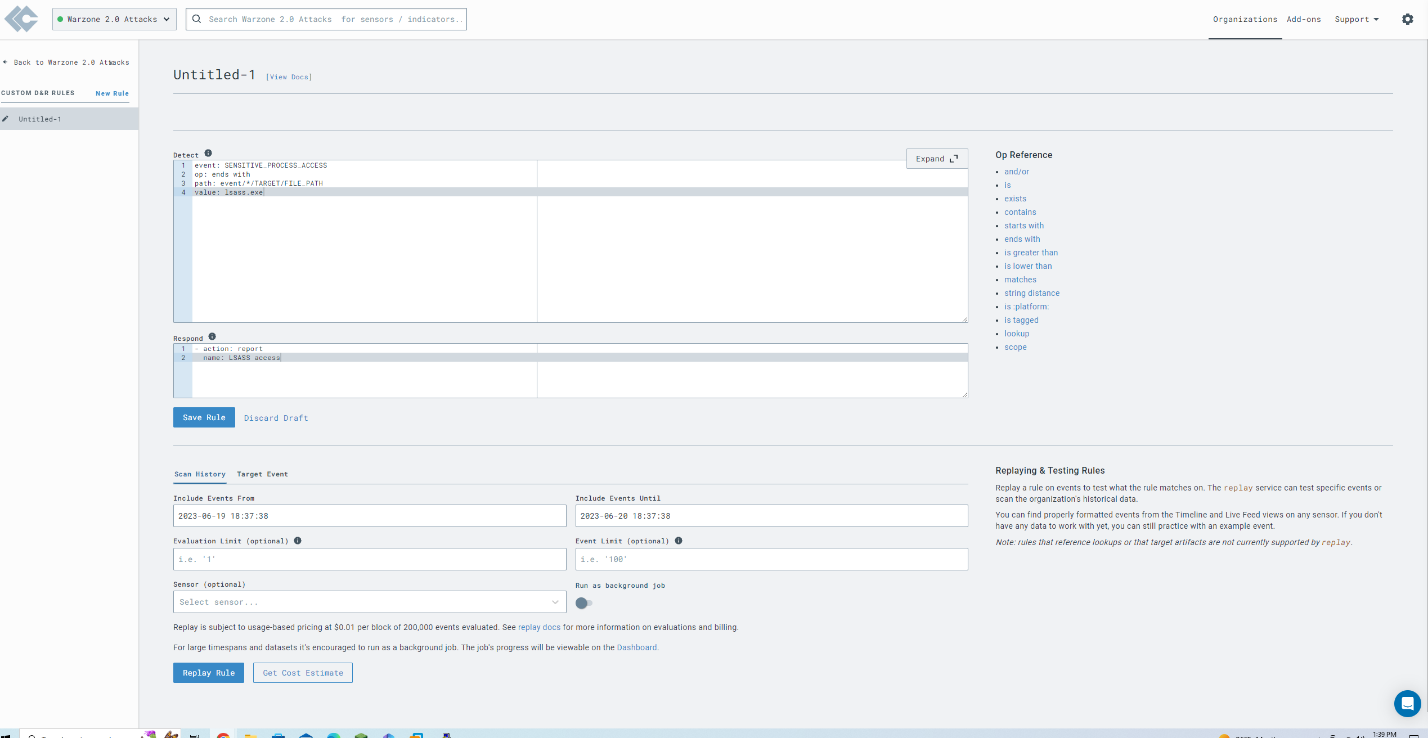 Warzone 2.0 Attacks
Search Warzone 2.0 Attacks for sensors / indicators..
Organizations
Add-ons
Support
Back to Warzone 2.0 Attacks
CUSTOM D&R RULES
New Rule
Untitled-1
Untitled-1 [View Docs]
Detect
Expand
1 event: SENSITIVE_PROCESS_ACCESS
2 op: ends with
3 path: event/*/TARGET/FILE_PATH
4 value: lsass.exe
Respond
1 - action: report
2 name: LSASS access
Save Rule
Discard Draft
Op Reference
and/or
is
exists
contains
starts with
ends with
is greater than
is lower than
matches
string distance
is :platform:
is tagged
lookup
scope
Scan History
Target Event
Include Events From
2023-06-19 18:37:38
Include Events Until
2023-06-20 18:37:38
Evaluation Limit (optional)
i.e. '1'
Event Limit (optional)
i.e. '100'
Sensor (optional)
Select sensor...
Run as background job
Replay is subject to usage-based pricing at $0.01 per block of 200,000 events evaluated. See replay docs for more information on evaluations and billing.
For large timespans and datasets it's encouraged to run as a background job. The job's progress will be viewable on the Dashboard.
Replay Rule
Get Cost Estimate
Replaying & Testing Rules
Replay a rule on events to test what the rule matches on. The replay service can test specific events or
scan the organization's historical data.
You can find properly formatted events from the Timeline and Live Feed views on any sensor. If you don't
have any data to work with yet, you can still practice with an example event.
Note: rules that reference lookups or that target artifacts are not currently supported by replay.
1:39 PM